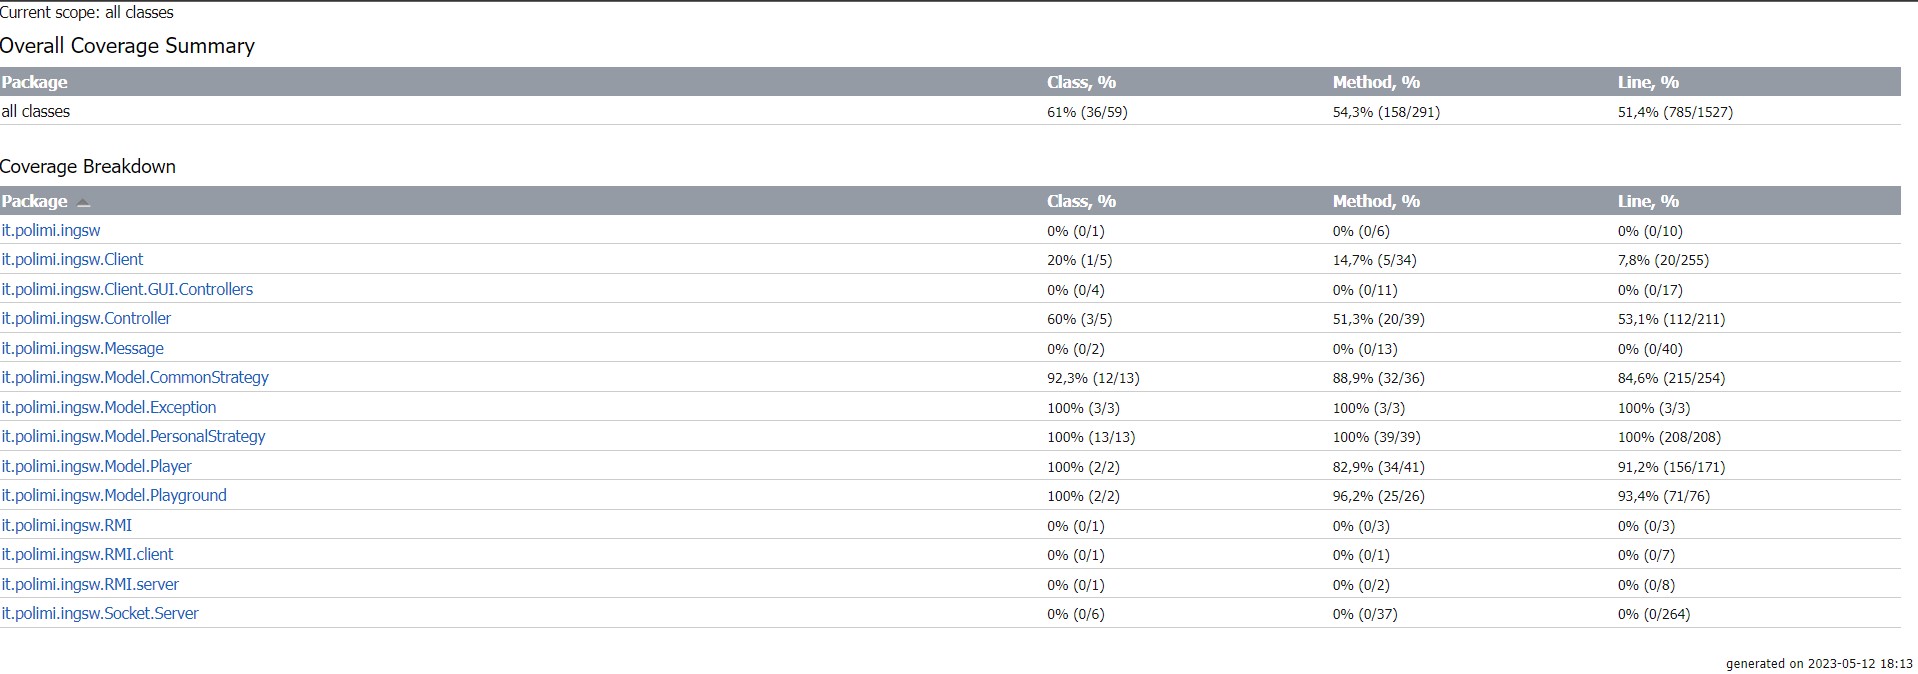 Current scope: all classes
Overall Coverage Summary
Package Class, % Method, % Line, %
all classes 61% (36/59) 54,3% (158/291) 51,4% (785/1527)
Coverage Breakdown
Package Class, % Method, % Line, %
it.polimi.ingsw 0% (0/1) 0% (0/6) 0% (0/10)
it.polimi.ingsw.Client 20% (1/5) 14,7% (5/34) 7,8% (20/255)
it.polimi.ingsw.Client.GUI.Controllers 0% (0/4) 0% (0/11) 0% (0/17)
it.polimi.ingsw.Controller 60% (3/5) 51,3% (20/39) 53,1% (112/211)
it.polimi.ingsw.Message 0% (0/2) 0% (0/13) 0% (0/40)
it.polimi.ingsw.Model.CommonStrategy 92,3% (12/13) 88,9% (32/36) 84,6% (215/254)
it.polimi.ingsw.Model.Exception 100% (3/3) 100% (3/3) 100% (3/3)
it.polimi.ingsw.Model.PersonalStrategy 100% (13/13) 100% (39/39) 100% (208/208)
it.polimi.ingsw.Model.Player 100% (2/2) 82,9% (34/41) 91,2% (156/171)
it.polimi.ingsw.Model.Playground 100% (2/2) 96,2% (25/26) 93,4% (71/76)
it.polimi.ingsw.RMI 0% (0/1) 0% (0/3) 0% (0/3)
it.polimi.ingsw.RMI.client 0% (0/1) 0% (0/1) 0% (0/7)
it.polimi.ingsw.RMI.server 0% (0/1) 0% (0/2) 0% (0/8)
it.polimi.ingsw.Socket.Server 0% (0/6) 0% (0/37) 0% (0/264)
generated on 2023-05-12 18:13